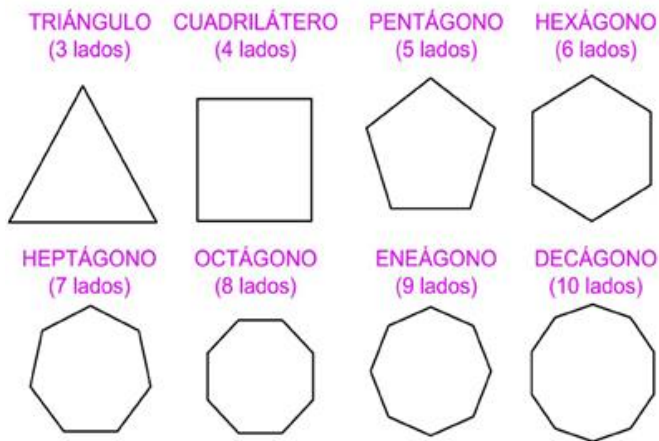 TRIÁNGULO CUADRILÁTERO PENTÁGONO HEXÁGONO
(3 lados) (4 lados) (5 lados) (6 lados)
HEPTÁGONO OCTÁGONO ENEÁGONO DECÁGONO
(7 lados) (8 lados) (9 lados) (10 lados)